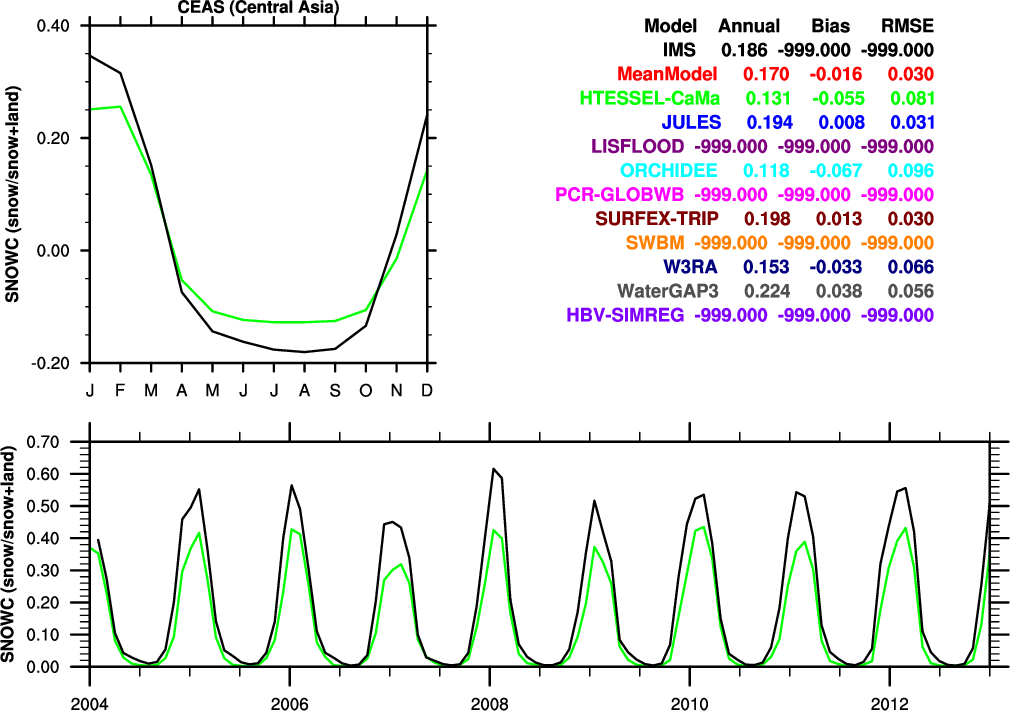 CEAS (Central Asia)
SNOWC (snow/snow+land)
0.40
0.20
0.00
-0.20
J F M A M J J A S O N D
Model Annual Bias RMSE
IMS 0.186 -999.000 -999.000
MeanModel 0.170 -0.016 0.030
HTESSEL-CaMa 0.131 -0.055 0.081
JULES 0.194 0.008 0.031
LISFLOOD -999.000 -999.000 -999.000
ORCHIDEE 0.118 -0.067 0.096
PCR-GLOBWB -999.000 -999.000 -999.000
SURFEX-TRIP 0.198 0.013 0.030
SWBM -999.000 -999.000 -999.000
W3RA 0.153 -0.033 0.066
WaterGAP3 0.224 0.038 0.056
HBV-SIMREG -999.000 -999.000 -999.000
SNOWC (snow/snow+land)
0.70
0.60
0.50
0.40
0.30
0.20
0.10
0.00
2004 2006 2008 2010 2012